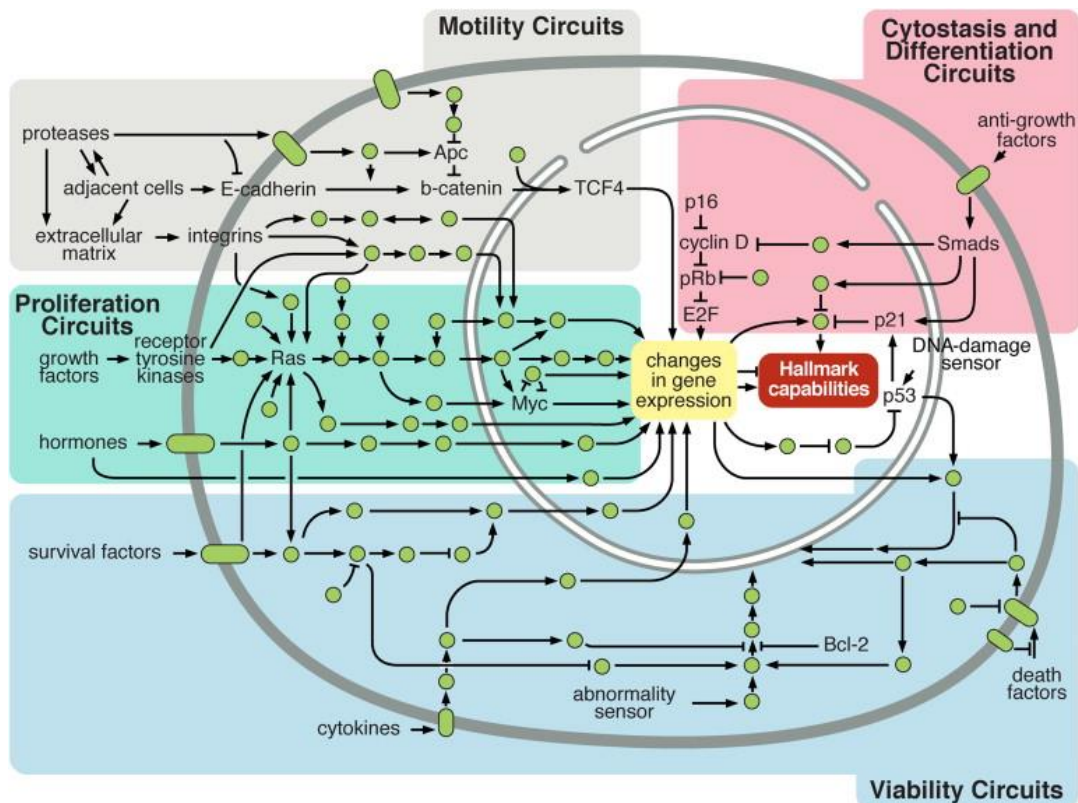 Motility Circuits
Cytostasis and
Differentiation
Circuits
proteases
Apc
anti-growth
factors
adjacent cells
E-cadherin
b-catenin
TCF4
p16
extracellular
matrix
integrins
cyclin D
Smads
pRb
Proliferation
Circuits
E2F
p21
growth
factors
receptor
tyrosine
kinases
Ras
changes
in gene
expression
Hallmark
capabilities
DNA-damage
sensor
Myc
p53
hormones
survival factors
Bcl-2
abnormality
sensor
death
factors
cytokines
Viability Circuits